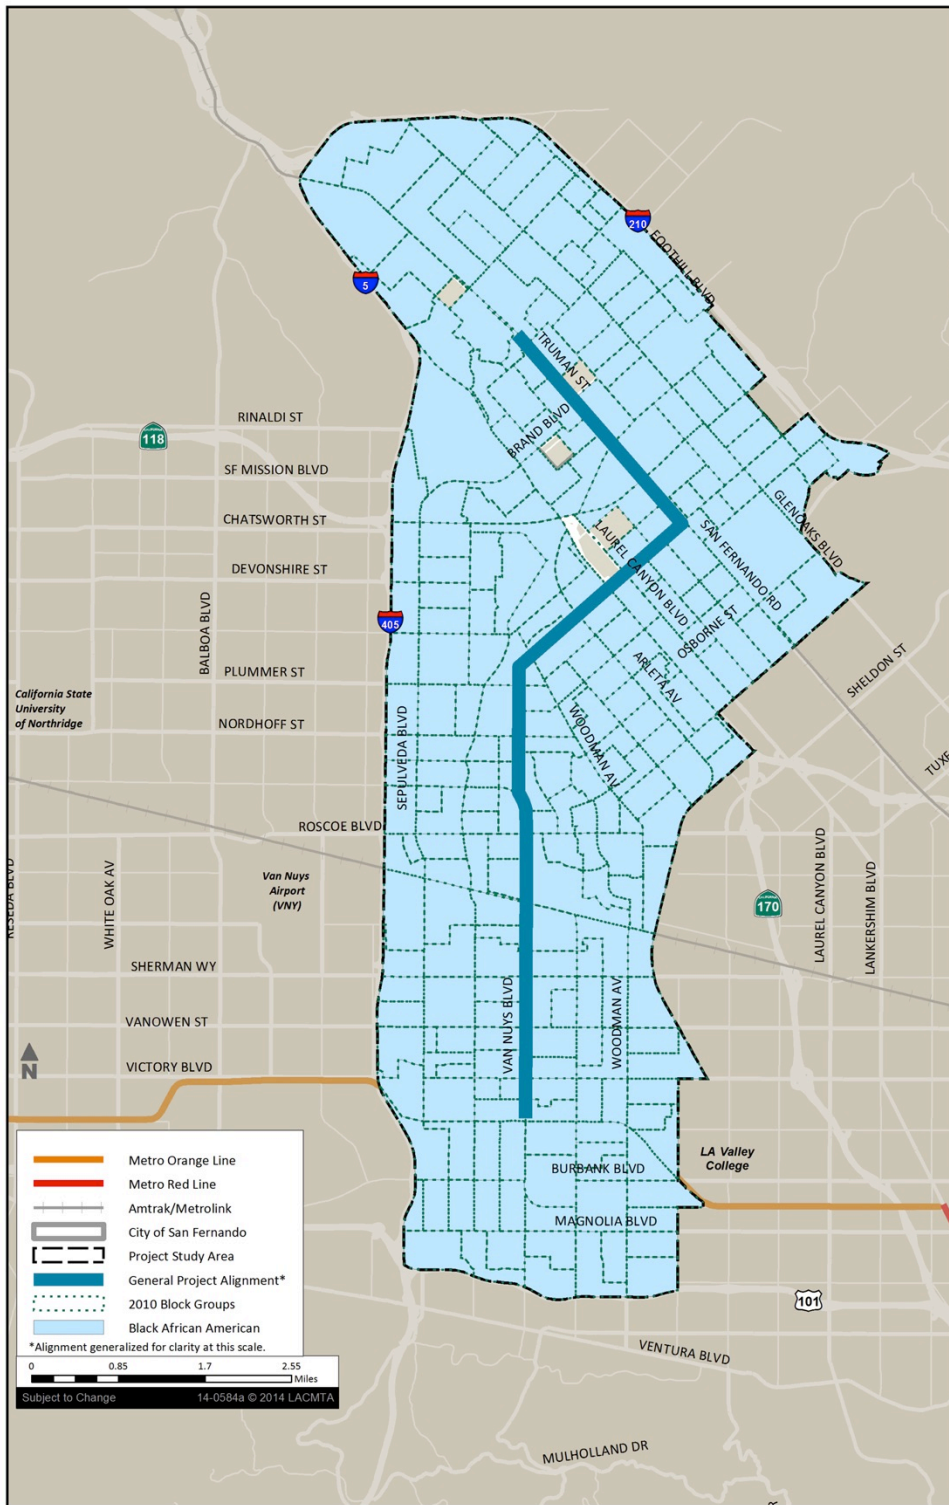 210
FOOTHILL BLVD
5
TRUMAN ST
RINALDI ST
118
BRAND BLVD
SF MISSION BLVD
CHATSWORTH ST
GLENOAKS BLVD
SAN FERNANDO RD
LAUREL CANYON BLVD
DEVONSHIRE ST
405
BALBOA BLVD
OSBORNE ST
SHELDON ST
PLUMMER ST
ARLETA AV
California State
University
of Northridge
NORDHOFF ST
SEPULVEDA BLVD
WOODMAN AV
TUXF
ROSCOE BLVD
Van Nuys
Airport
(VNY)
RESEDA BLVD
WHITE OAK AV
170
LAUREL CANYON BLVD
LANKERSHIM BLVD
SHERMAN WY
VAN NUYS BLVD
WOODMAN AV
VANOWEN ST
N
VICTORY BLVD
LA Valley
College
BURBANK BLVD
MAGNOLIA BLVD
101
VENTURA BLVD
MULHOLLAND DR
Metro Orange Line
Metro Red Line
Amtrak/Metrolink
City of San Fernando
Project Study Area
General Project Alignment*
2010 Block Groups
Black African American
*Alignment generalized for clarity at this scale.
0 0.85 1.7 2.55
Miles
Subject to Change 14-0584a © 2014 LACMTA